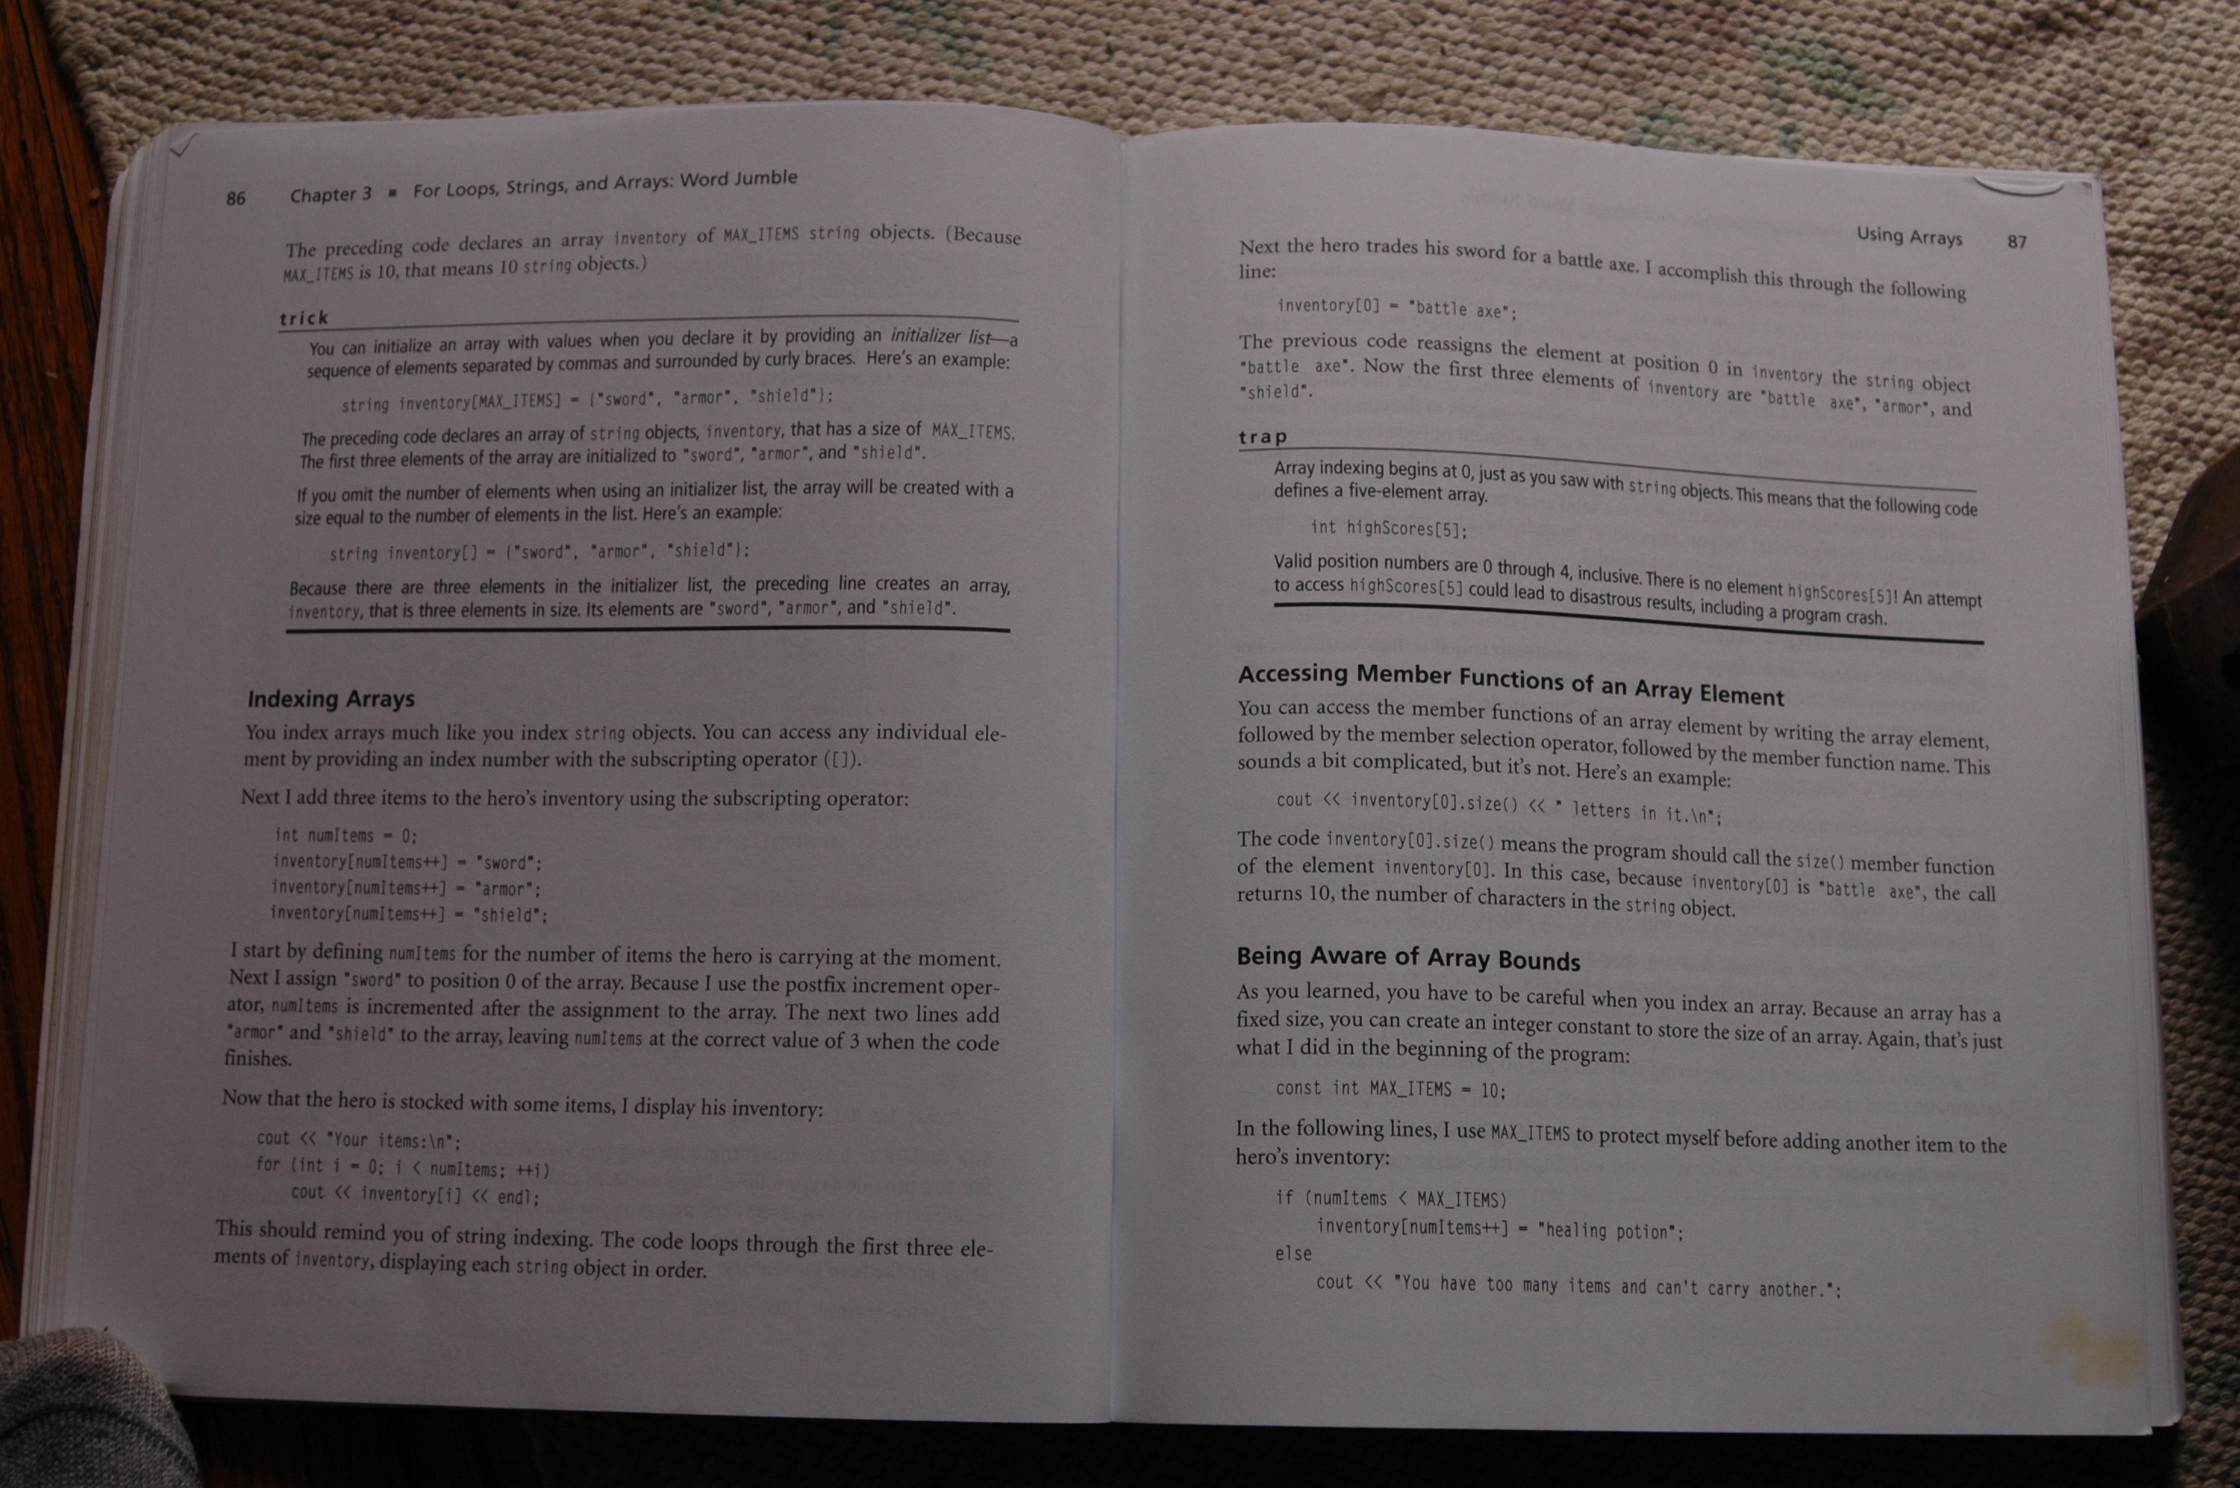 86 Chapter 3 ■ For Loops, Strings, and Arrays: Word Jumble
The preceding code declares an array inventory of MAX_ITEMS string objects. (Because
MAX_ITEMS is 10, that means 10 string objects.)
trick
You can initialize an array with values when you declare it by providing an initializer list—a
sequence of elements separated by commas and surrounded by curly braces. Here's an example:
string inventory[MAX_ITEMS] = {"sword", "armor", "shield"};
The preceding code declares an array of string objects, inventory, that has a size of MAX_ITEMS.
The first three elements of the array are initialized to "sword", "armor", and "shield".
If you omit the number of elements when using an initializer list, the array will be created with a
size equal to the number of elements in the list. Here's an example:
string inventory[] = {"sword", "armor", "shield"};
Because there are three elements in the initializer list, the preceding line creates an array,
inventory, that is three elements in size. Its elements are "sword", "armor", and "shield".
Indexing Arrays
You index arrays much like you index string objects. You can access any individual ele-
ment by providing an index number with the subscripting operator ([]).
Next I add three items to the hero's inventory using the subscripting operator:
int numItems = 0;
inventory[numItems++] = "sword";
inventory[numItems++] = "armor";
inventory[numItems++] = "shield";
I start by defining numItems for the number of items the hero is carrying at the moment.
Next I assign "sword" to position 0 of the array. Because I use the postfix increment oper-
ator, numItems is incremented after the assignment to the array. The next two lines add
"armor" and "shield" to the array, leaving numItems at the correct value of 3 when the code
finishes.
Now that the hero is stocked with some items, I display his inventory:
cout << "Your items:\n";
for (int i = 0; i < numItems; ++i)
cout << inventory[i] << endl;
This should remind you of string indexing. The code loops through the first three ele-
ments of inventory, displaying each string object in order.
Using Arrays 87
Next the hero trades his sword for a battle axe. I accomplish this through the following
line:
inventory[0] = "battle axe";
The previous code reassigns the element at position 0 in inventory the string object
"battle axe". Now the first three elements of inventory are "battle axe", "armor", and
"shield".
trap
Array indexing begins at 0, just as you saw with string objects. This means that the following code
defines a five-element array.
int highScores[5];
Valid position numbers are 0 through 4, inclusive. There is no element highScores[5]! An attempt
to access highScores[5] could lead to disastrous results, including a program crash.
Accessing Member Functions of an Array Element
You can access the member functions of an array element by writing the array element,
followed by the member selection operator, followed by the member function name. This
sounds a bit complicated, but it's not. Here's an example:
cout << inventory[0].size() << " letters in it.\n";
The code inventory[0].size() means the program should call the size() member function
of the element inventory[0]. In this case, because inventory[0] is "battle axe", the call
returns 10, the number of characters in the string object.
Being Aware of Array Bounds
As you learned, you have to be careful when you index an array. Because an array has a
fixed size, you can create an integer constant to store the size of an array. Again, that's just
what I did in the beginning of the program:
const int MAX_ITEMS = 10;
In the following lines, I use MAX_ITEMS to protect myself before adding another item to the
hero's inventory:
if (numItems < MAX_ITEMS)
inventory[numItems++] = "healing potion";
else
cout << "You have too many items and can't carry another.";